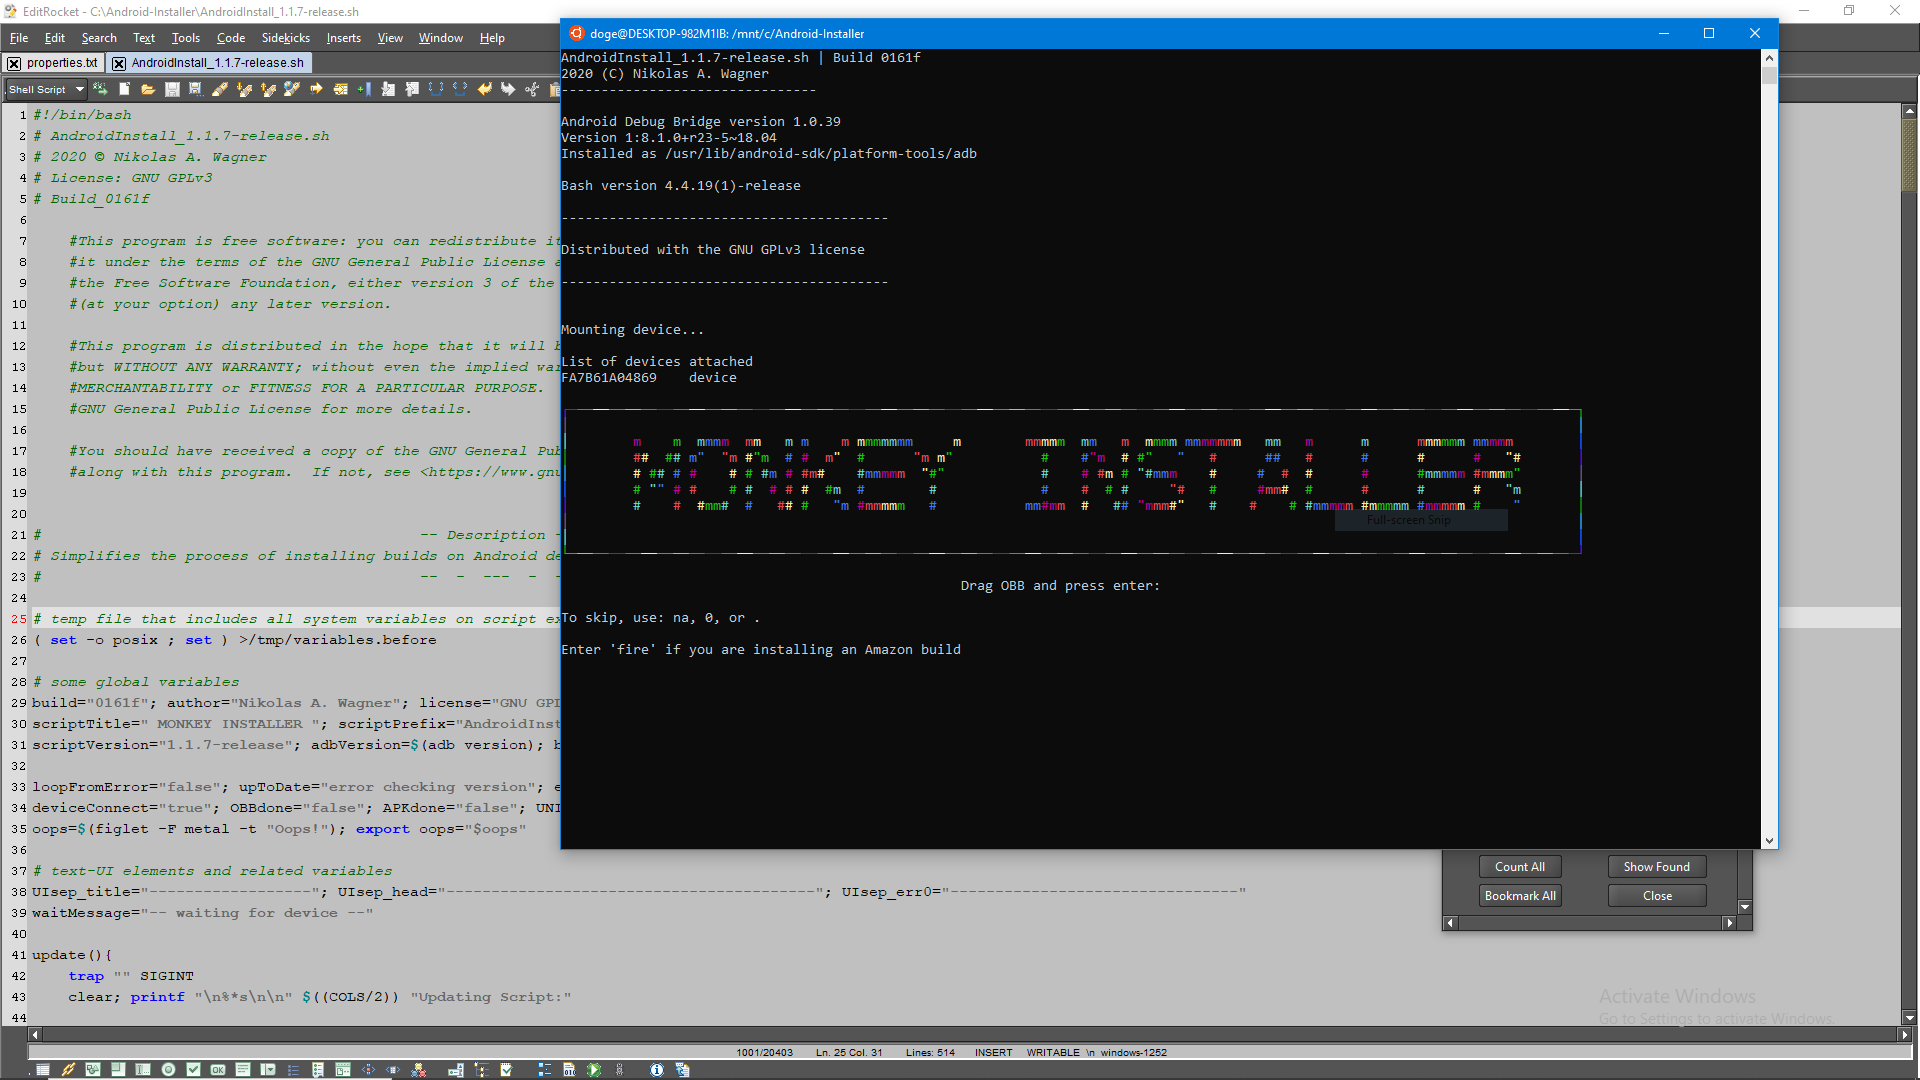 EditRocket - C:\Android-Installer\AndroidInstall_1.1.7-release.sh
File Edit Search Text Tools Code Sidekicks Inserts View Window Help
properties.txt AndroidInstall_1.1.7-release.sh
Shell Script
1 #!/bin/bash
2 # AndroidInstall_1.1.7-release.sh
3 # 2020 © Nikolas A. Wagner
4 # License: GNU GPLv3
5 # Build_0161f
6
7 #This program is free software: you can redistribute it
8 #it under the terms of the GNU General Public License a
9 #the Free Software Foundation, either version 3 of the
10 #(at your option) any later version.
11
12 #This program is distributed in the hope that it will b
13 #but WITHOUT ANY WARRANTY; without even the implied war
14 #MERCHANTABILITY or FITNESS FOR A PARTICULAR PURPOSE.
15 #GNU General Public License for more details.
16
17 #You should have received a copy of the GNU General Pub
18 #along with this program.  If not, see <https://www.gnu
19
20
21 # -- Description -
22 # Simplifies the process of installing builds on Android de
23 # -- - --- - -
24
25 # temp file that includes all system variables on script ex
26 ( set -o posix ; set ) >/tmp/variables.before
27
28 # some global variables
29 build="0161f"; author="Nikolas A. Wagner"; license="GNU GPL
30 scriptTitle=" MONKEY INSTALLER "; scriptPrefix="AndroidInst
31 scriptVersion="1.1.7-release"; adbVersion=$(adb version); b
32
33 loopFromError="false"; upToDate="error checking version"; e
34 deviceConnect="true"; OBBdone="false"; APKdone="false"; UNI
35 oops=$(figlet -F metal -t "Oops!"); export oops="$oops"
36
37 # text-UI elements and related variables
38 UIsep_title="------------------"; UIsep_head="-----------------------------------------"; UIsep_err0="--------------------------------"
39 waitMessage="-- waiting for device --"
40
41 update(){
42 trap "" SIGINT
43 clear; printf "\n%*s\n\n" $((COLS/2)) "Updating Script:"
44
doge@DESKTOP-982M1IB: /mnt/c/Android-Installer
AndroidInstall_1.1.7-release.sh | Build 0161f
2020 (C) Nikolas A. Wagner
--------------------------------
Android Debug Bridge version 1.0.39
Version 1:8.1.0+r23-5~18.04
Installed as /usr/lib/android-sdk/platform-tools/adb
Bash version 4.4.19(1)-release
-----------------------------------------
Distributed with the GNU GPLv3 license
-----------------------------------------
Mounting device...
List of devices attached
FA7B61A04869 device
MONKEY INSTALLER
Full-screen Snip
Drag OBB and press enter:
To skip, use: na, 0, or .
Enter 'fire' if you are installing an Amazon build
Count All Show Found
Bookmark All Close
Activate Windows
Go to Settings to activate Windows.
1001/20403 Ln. 25 Col. 31 Lines: 514 INSERT WRITABLE \n windows-1252